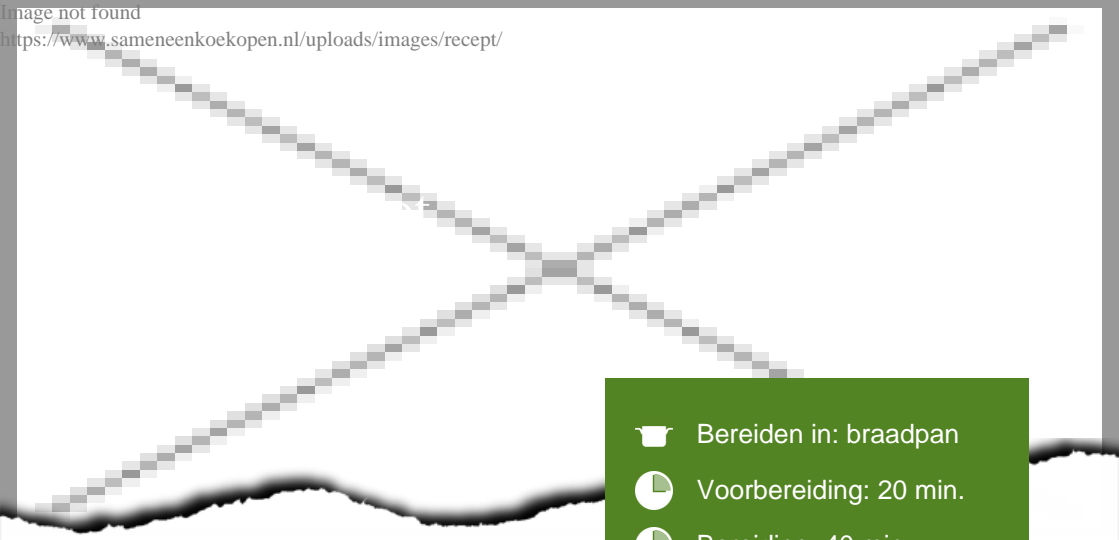 Image not found
https://www.sameneenkoekopen.nl/uploads/images/recept/
Bereiden in: braadpan
Voorbereiding: 20 min.